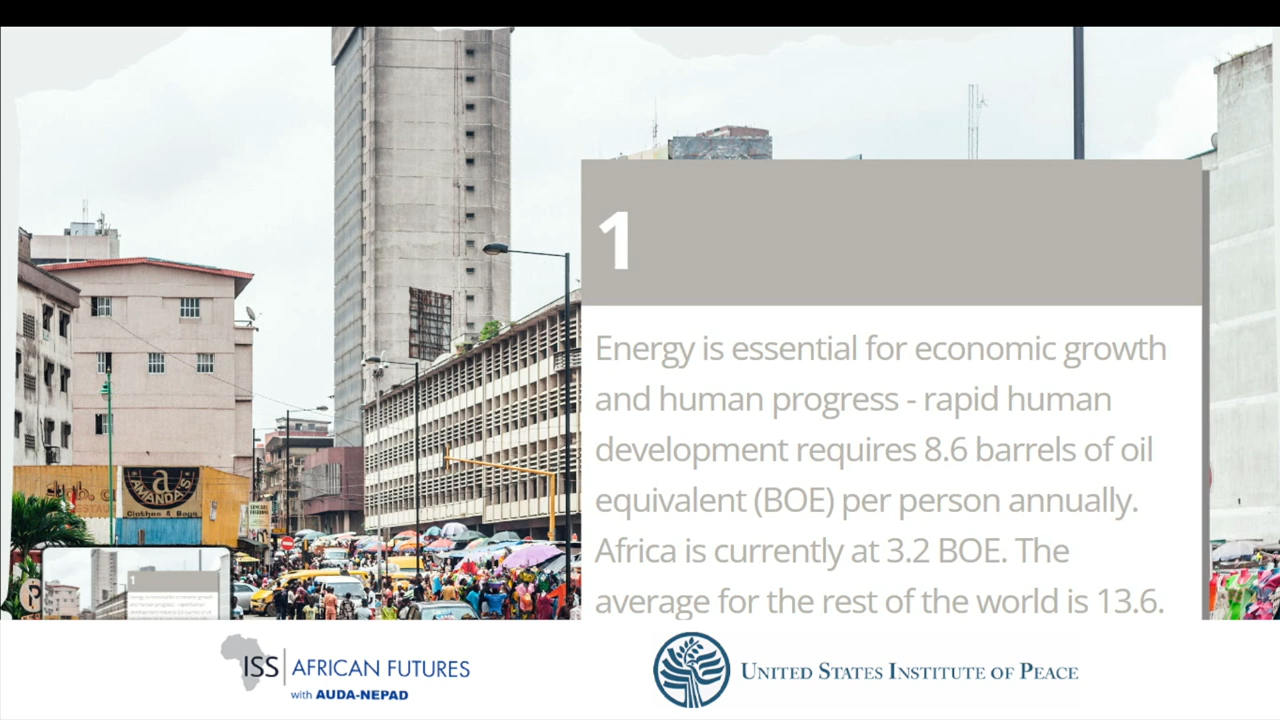 1
Energy is essential for economic growth
and human progress - rapid human
development requires 8.6 barrels of oil
equivalent (BOE) per person annually.
Africa is currently at 3.2 BOE. The
average for the rest of the world is 13.6.
a
AMANDA'S
Clothes & Bags
ISS AFRICAN FUTURES
with AUDA-NEPAD
UNITED STATES INSTITUTE OF PEACE